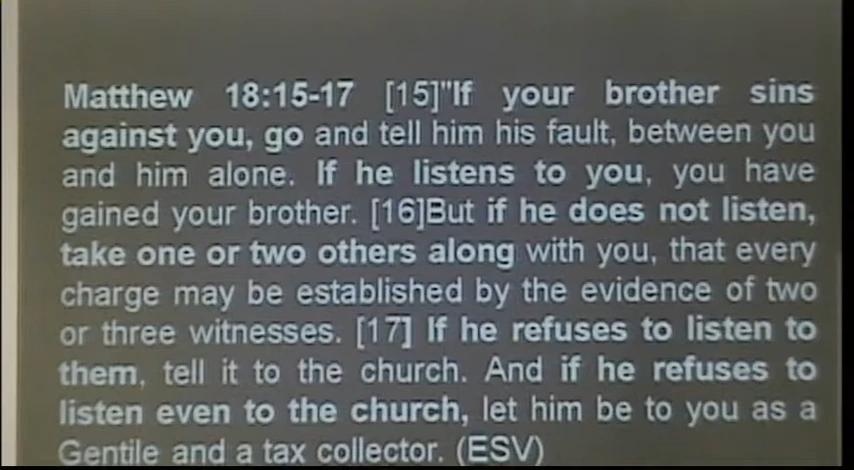 Matthew 18:15-17 [15]"If your brother sins
against you, go and tell him his fault, between you
and him alone. If he listens to you, you have
gained your brother. [16]But if he does not listen,
take one or two others along with you, that every
charge may be established by the evidence of two
or three witnesses. [17] If he refuses to listen to
them, tell it to the church. And if he refuses to
listen even to the church, let him be to you as a
Gentile and a tax collector. (ESV)